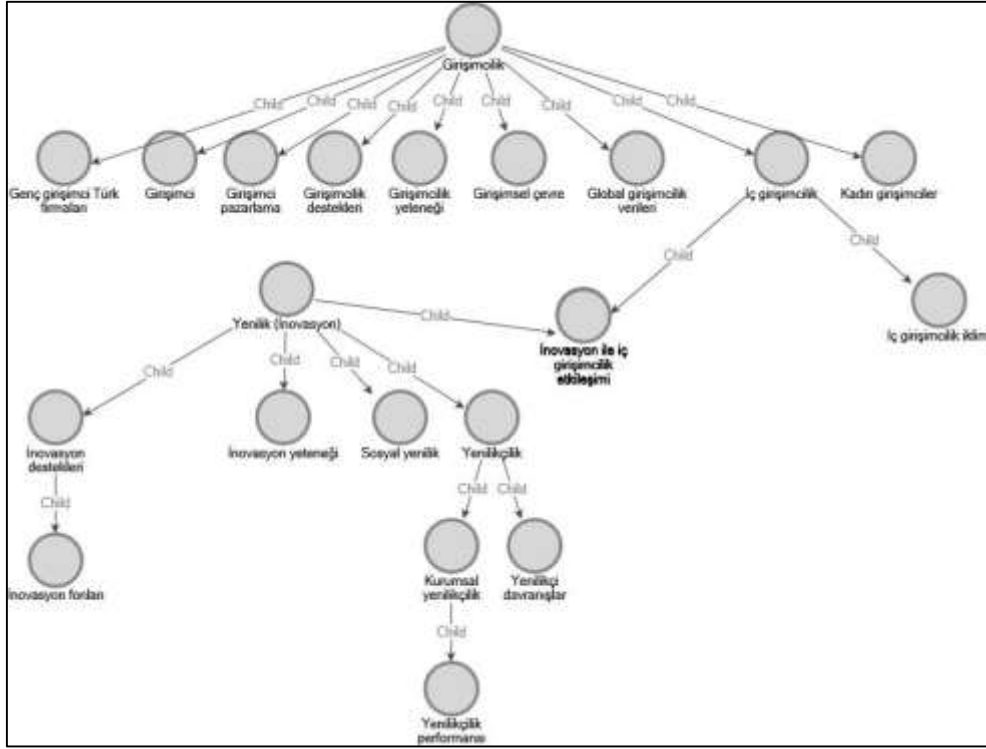 Girişimcilik
Child
Child
Child
Child
Child
Child
Child
Child
Child
Genç girişimci Türk
firmaları
Girişimci
Girişimci
pazarlama
Girişimcilik
destekleri
Girişimcilik
yeteneği
Girişimsel çevre
Global girişimcilik
verileri
İç girişimcilik
Kadın girişimciler
Child
Child
Yenilik (İnovasyon)
Child
İnovasyon ile iç
girişimcilik
etkileşimi
İç girişimcilik iklimi
Child
Child
Child
Child
İnovasyon
destekleri
İnovasyon yeteneği
Sosyal yenilik
Yenilikçilik
Child
Child
Child
İnovasyon fonları
Kurumsal
yenilikçilik
Yenilikçi
davranışlar
Child
Yenilikçilik
performansı